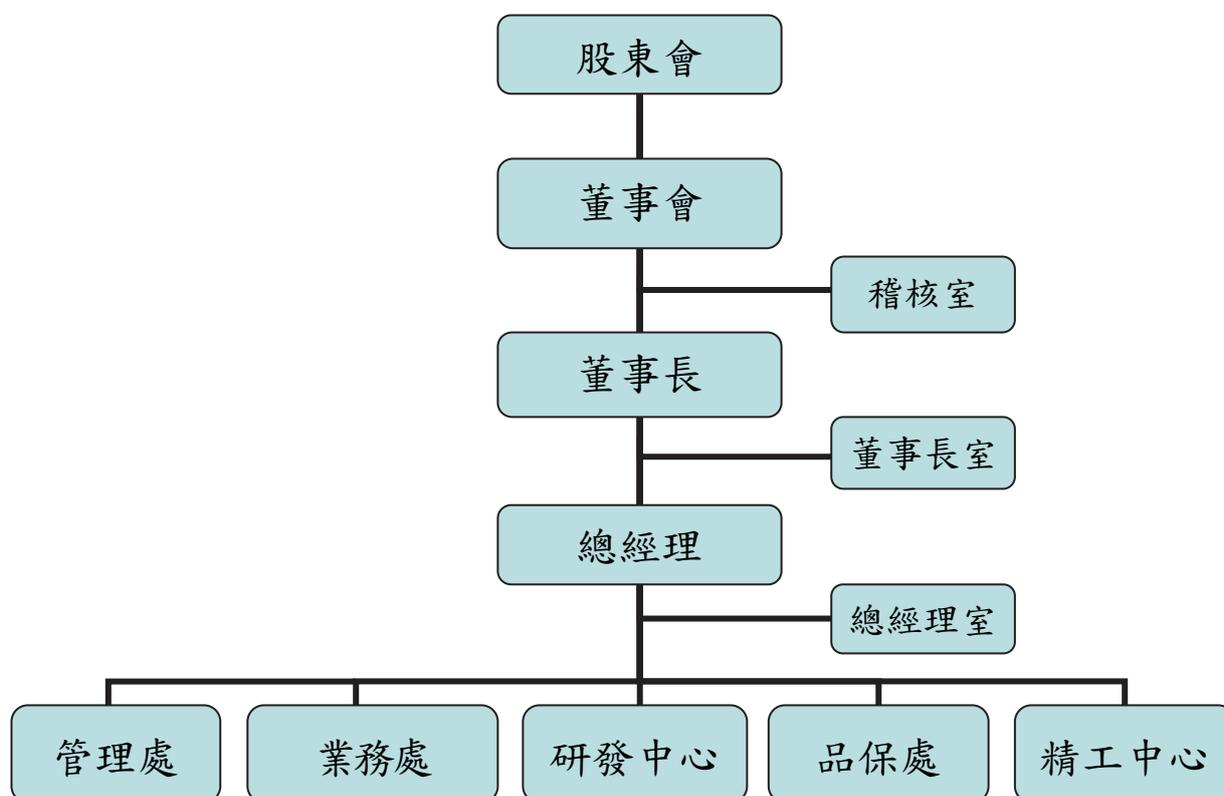 股東會
董事會
稽核室
董事長
董事長室
總經理
總經理室
管理處
業務處
研發中心
品保處
精工中心